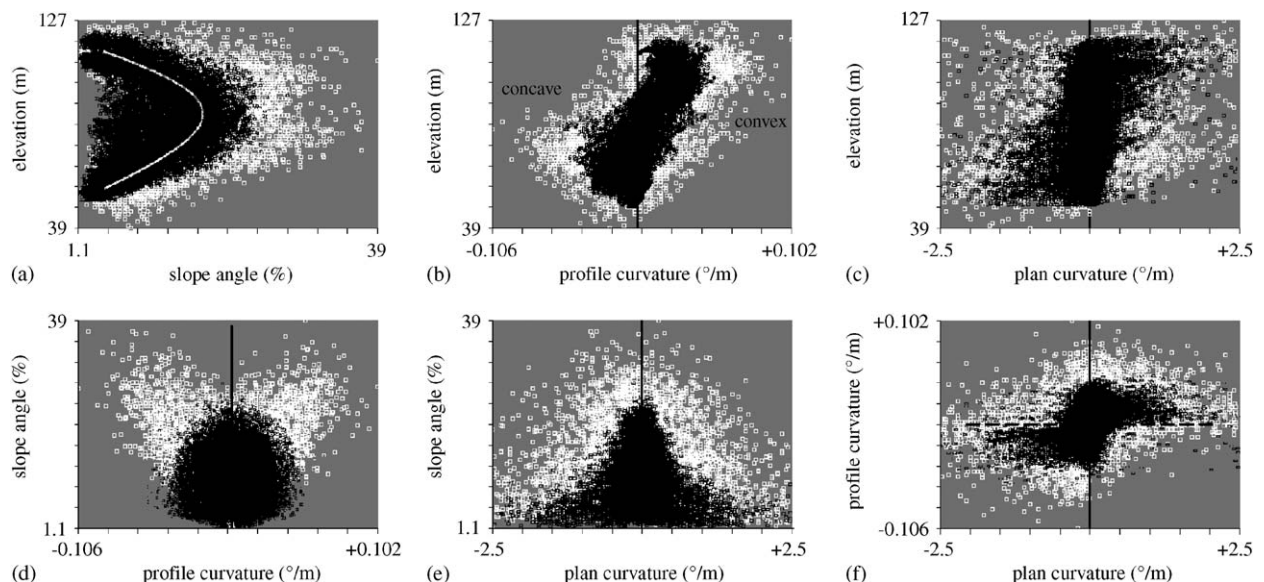 127
elevation (m)
39
1.1
39
(a)
slope angle (%)
127
elevation (m)
concave
convex
-0.106
+0.102
39
(b)
profile curvature (°/m)
127
elevation (m)
39
-2.5
+2.5
(c)
plan curvature (°/m)
39
slope angle (%)
1.1
-0.106
+0.102
(d)
profile curvature (°/m)
39
slope angle (%)
1.1
-2.5
+2.5
(e)
plan curvature (°/m)
+0.102
profile curvature (°/m)
-0.106
-2.5
+2.5
(f)
plan curvature (°/m)